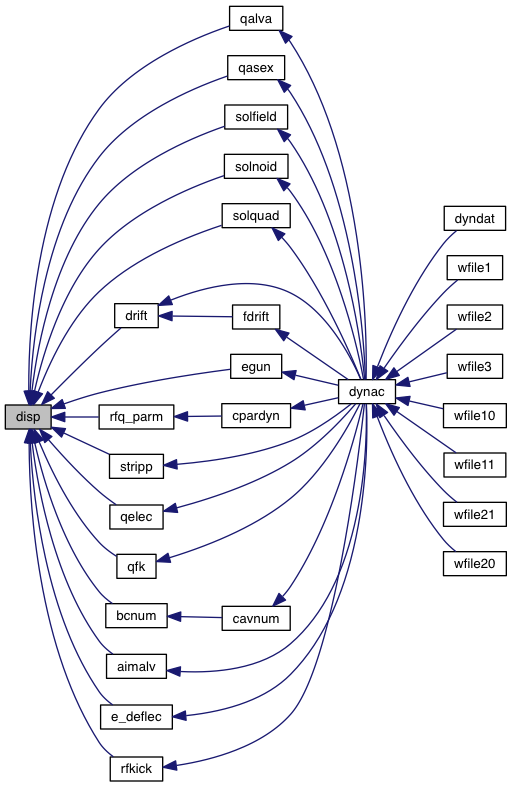 qalva
qasex
solfield
solnoid
solquad
dyndat
wfile1
drift
fdrift
wfile2
egun
wfile3
dynac
disp
rfq_parm
cpardyn
wfile10
stripp
wfile11
qelec
wfile21
qfk
wfile20
bcnum
cavnum
aimalv
e_deflec
rfkick